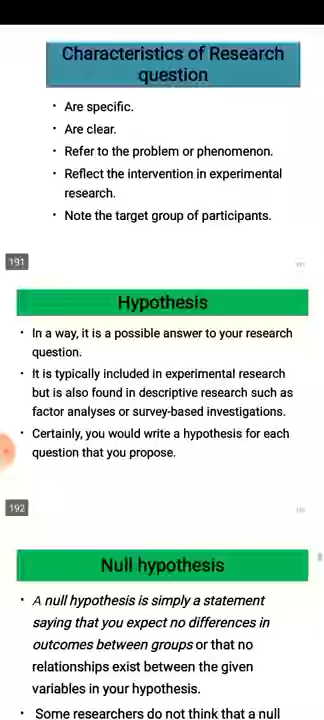 Characteristics of Research
question
• Are specific.
• Are clear.
• Refer to the problem or phenomenon.
• Reflect the intervention in experimental
research.
• Note the target group of participants.
191
191
Hypothesis
• In a way, it is a possible answer to your research
question.
• It is typically included in experimental research
but is also found in descriptive research such as
factor analyses or survey-based investigations.
• Certainly, you would write a hypothesis for each
question that you propose.
192
Null hypothesis
• A null hypothesis is simply a statement
saying that you expect no differences in
outcomes between groups or that no
relationships exist between the given
variables in your hypothesis.
• Some researchers do not think that a null